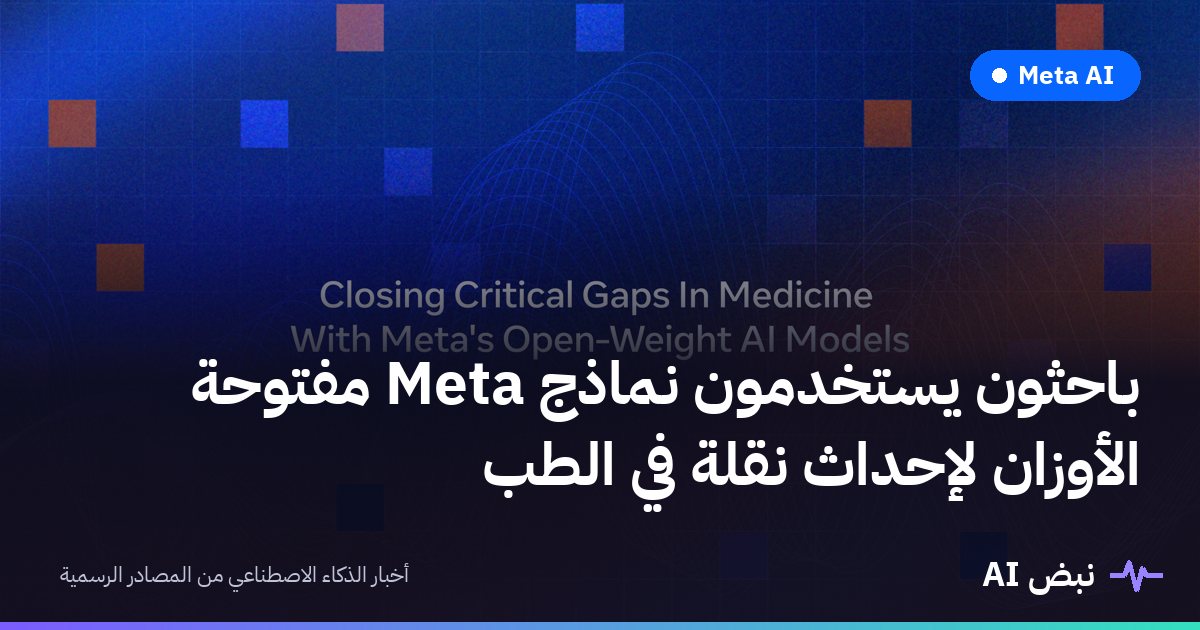 Meta AI
Closing Critical Gaps In Medicine
With Meta's Open-Weight AI Models
باحثون يستخدمون نماذج Meta مفتوحة
الأوزان لإحداث نقلة في الطب
نبض AI
أخبار الذكاء الاصطناعي من المصادر الرسمية